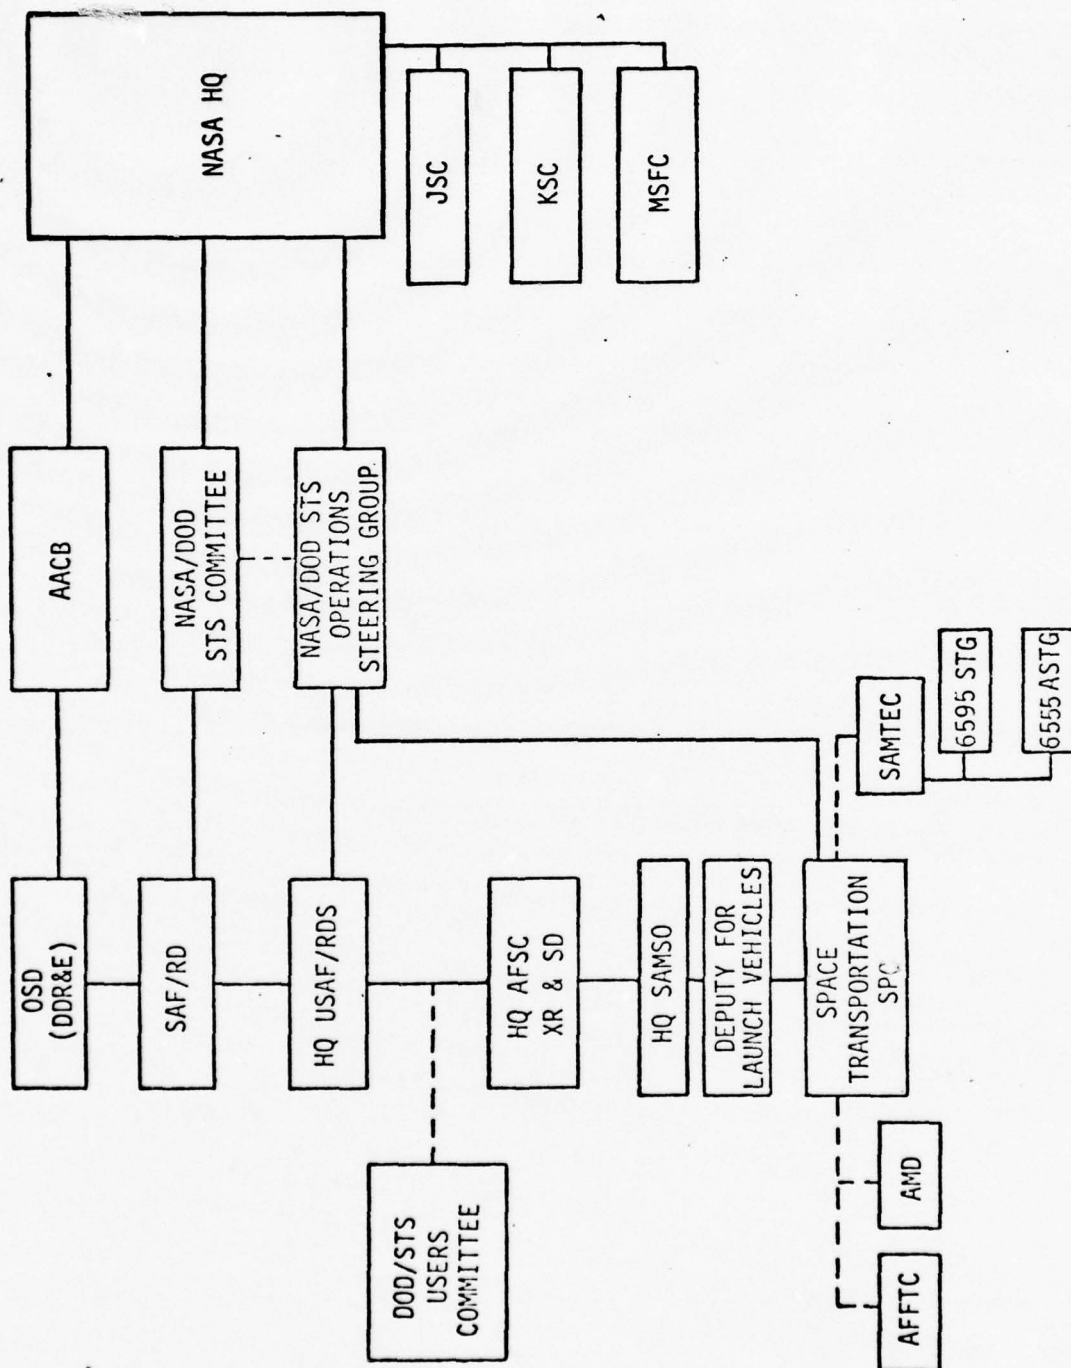 OSD
(DDR&E)
AACB
NASA HQ
SAF/RD
NASA/DOD
STS COMMITTEE
HQ USAF/RDS
NASA/DOD STS
OPERATIONS
STEERING GROUP
DOD/STS
USERS
COMMITTEE
JSC
KSC
MSFC
HQ AFSC
XR & SD
HQ SAMSO
DEPUTY FOR
LAUNCH VEHICLES
SPACE
TRANSPORTATION
SPO
AFFTC
AMD
SAMTEC
6595 STG
6555 ASTG